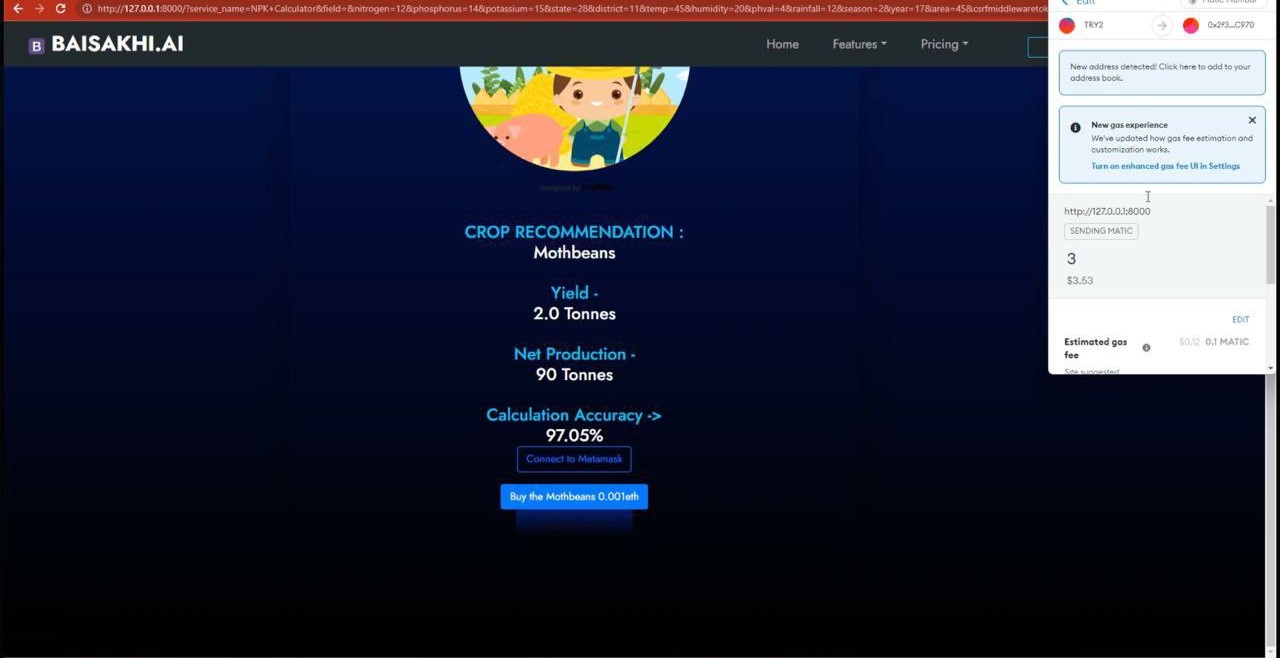 http://127.0.0.1:8000/?service_name=NPK+Calculator&field=&nitrogen=12&phosphorus=14&potassium=15&state=28&district=11&temp=45&humidity=20&phval=4&rainfall=12&season=2&year=17&area=45&csrfmiddlewaretok
B BAISAKHI.AI
Home
Features
Pricing
Designed by
CROP RECOMMENDATION :
Mothbeans
Yield -
2.0 Tonnes
Net Production -
90 Tonnes
Calculation Accuracy ->
97.05%
Connect to Metamask
Buy the Mothbeans 0.001eth
Edit
TRY2
0x2f3...C970
New address detected! Click here to add to your
address book.
New gas experience
We've updated how gas fee estimation and
customization works.
Turn on enhanced gas fee UI in Settings
http://127.0.0.1:8000
SENDING MATIC
3
$3.53
EDIT
Estimated gas
fee
$0.12 0.1 MATIC
Site suggested